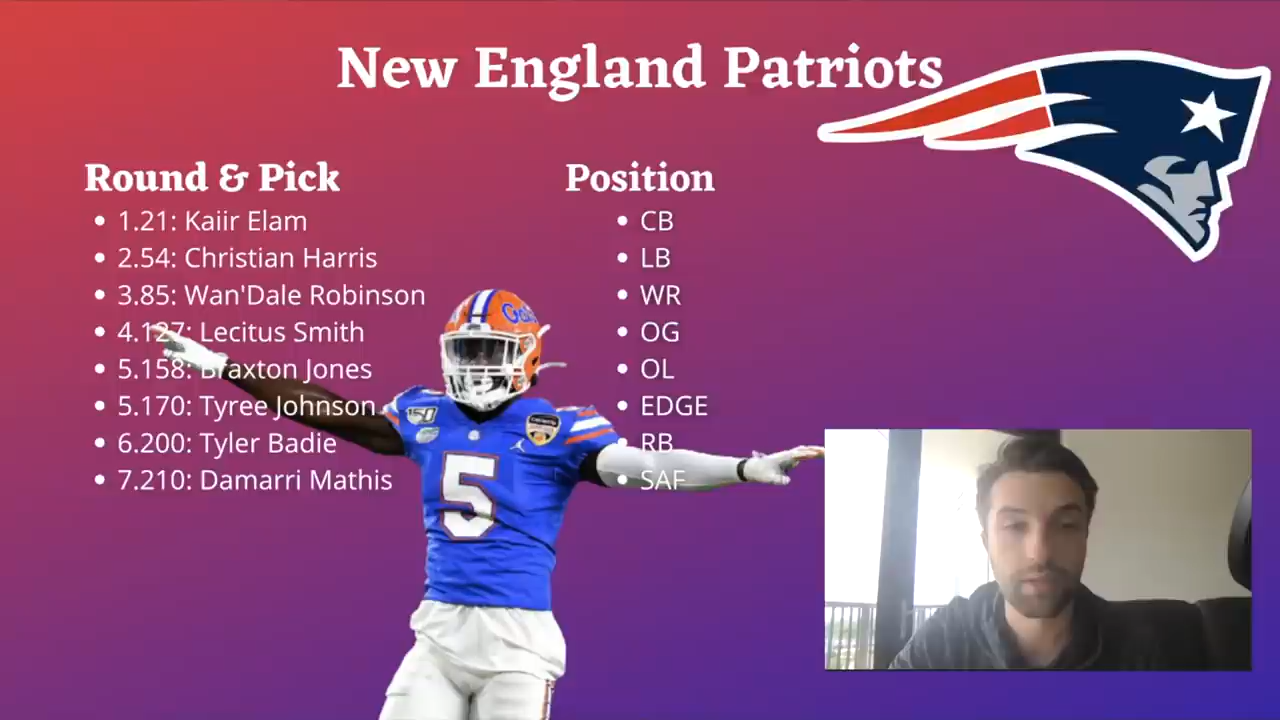 New England Patriots
Round & Pick
1.21: Kaiir Elam
2.54: Christian Harris
3.85: Wan'Dale Robinson
4.127: Lecitus Smith
5.158: Braxton Jones
5.170: Tyree Johnson
6.200: Tyler Badie
7.210: Damarri Mathis
Position
CB
LB
WR
OG
OL
EDGE
RB
SAF
150
5